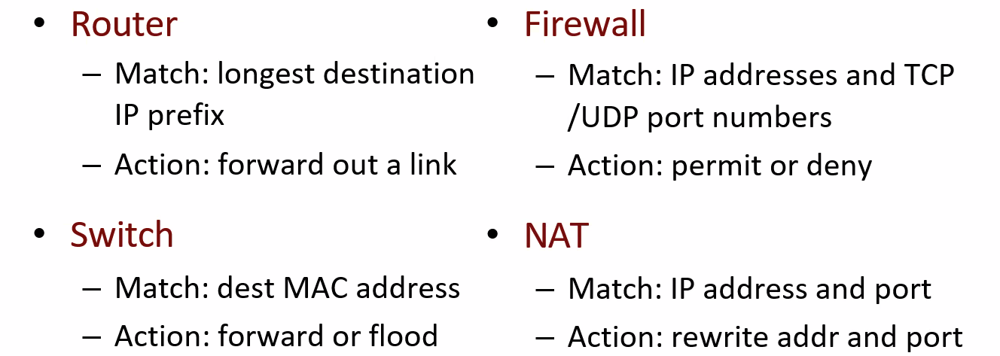 • Router
– Match: longest destination
IP prefix
– Action: forward out a link
• Switch
– Match: dest MAC address
– Action: forward or flood
• Firewall
– Match: IP addresses and TCP
/UDP port numbers
– Action: permit or deny
• NAT
– Match: IP address and port
– Action: rewrite addr and port